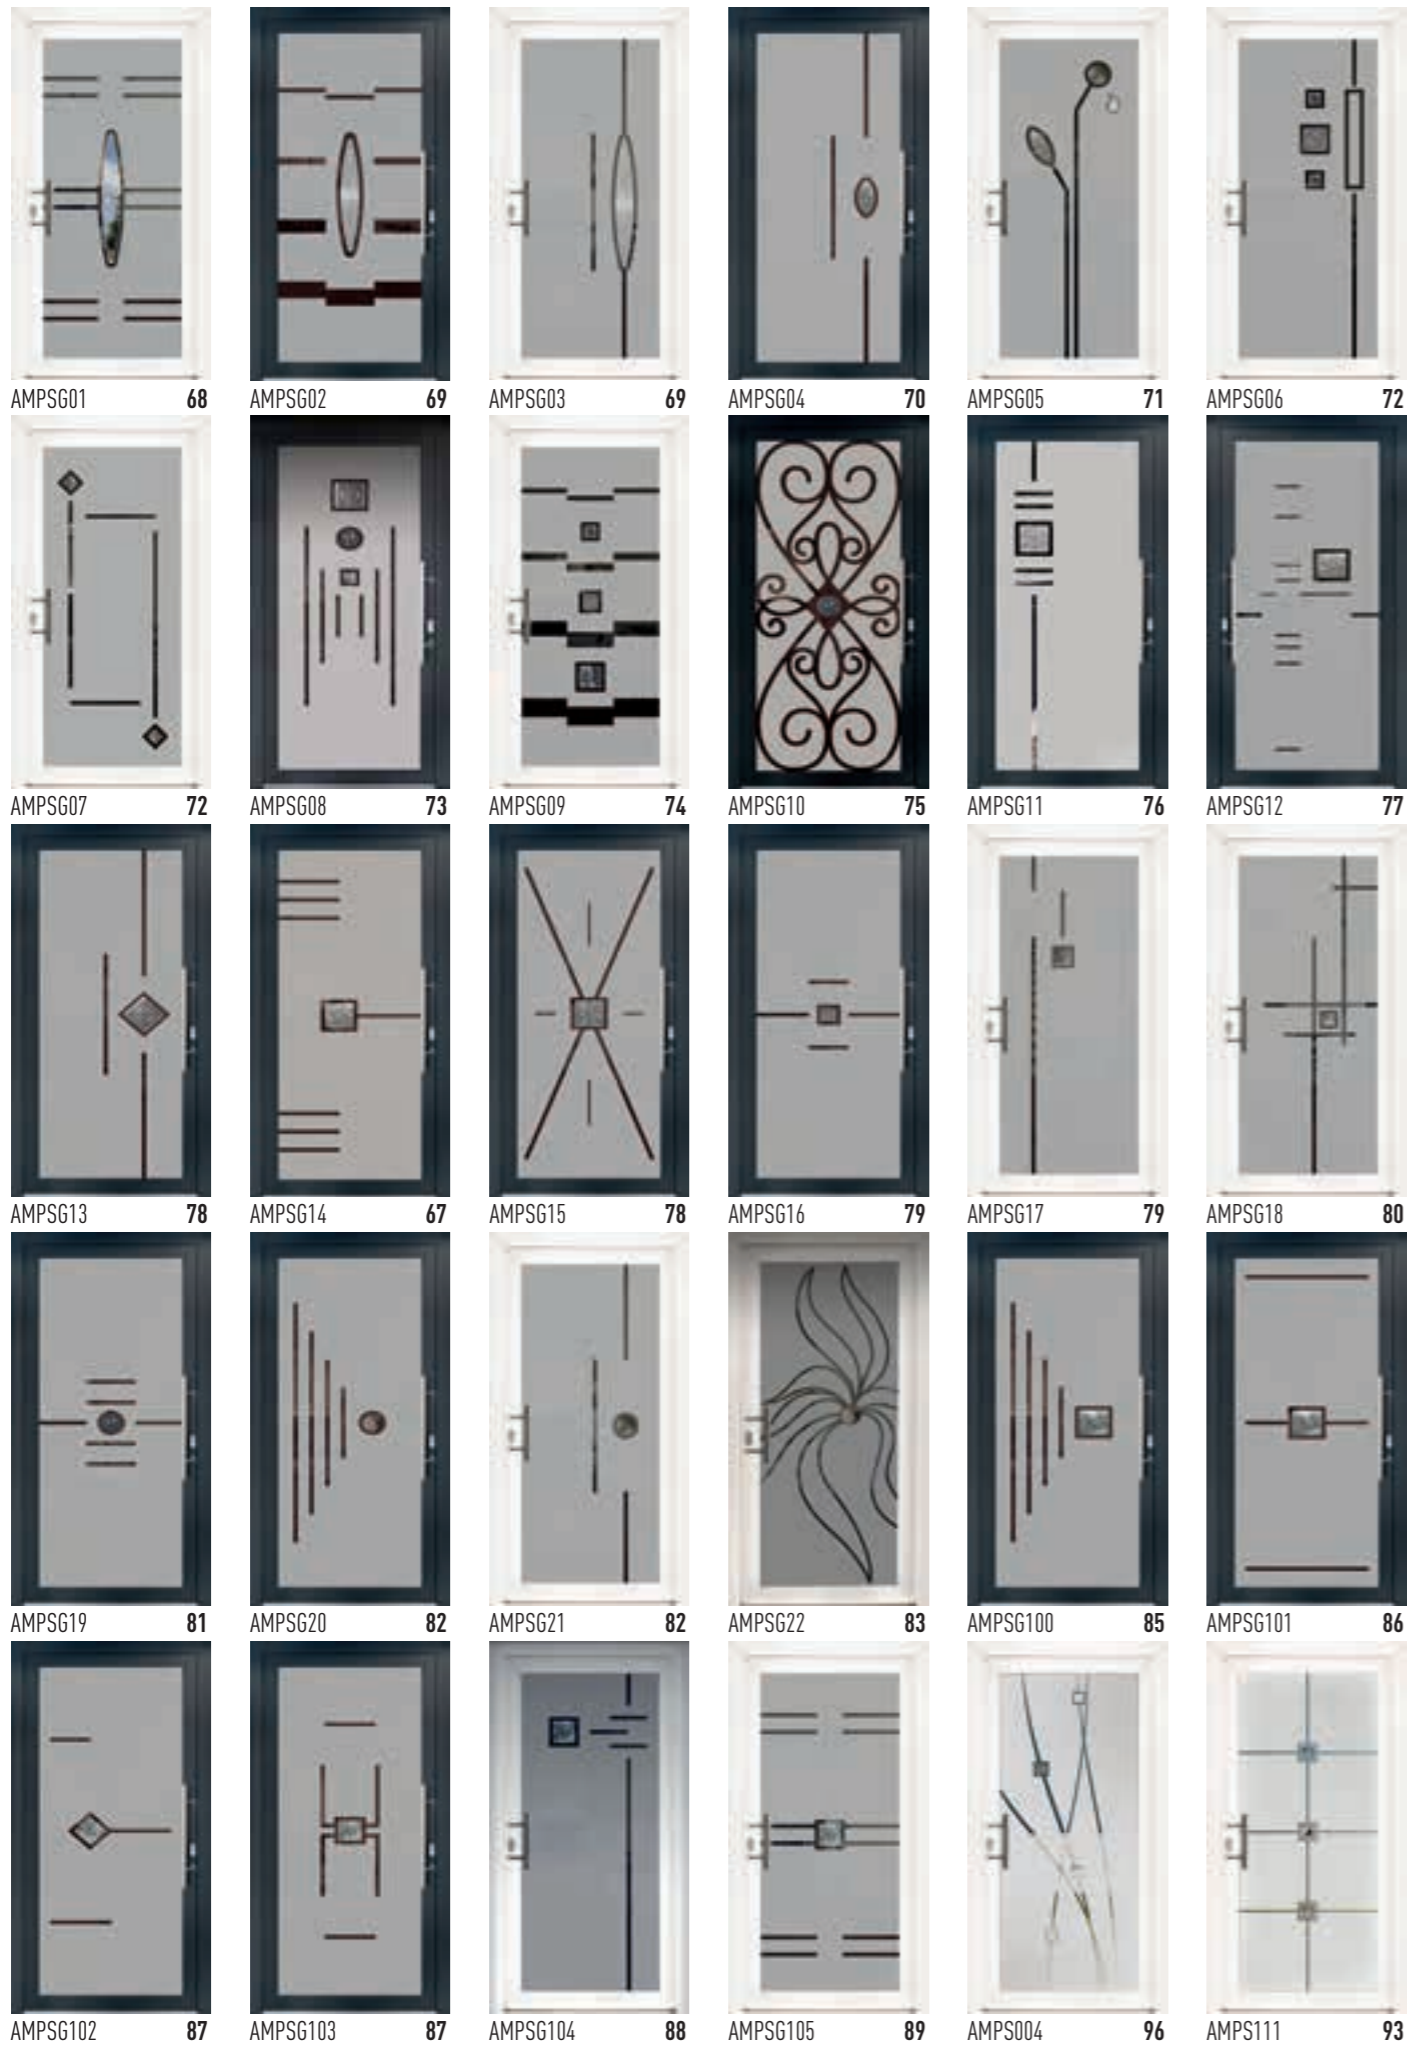 AMPSG01 68 AMPSG02 69 AMPSG03 69 AMPSG04 70 AMPSG05 71 AMPSG06 72
AMPSG07 72 AMPSG08 73 AMPSG09 74 AMPSG10 75 AMPSG11 76 AMPSG12 77
AMPSG13 78 AMPSG14 67 AMPSG15 78 AMPSG16 79 AMPSG17 79 AMPSG18 80
AMPSG19 81 AMPSG20 82 AMPSG21 82 AMPSG22 83 AMPSG100 85 AMPSG101 86
AMPSG102 87 AMPSG103 87 AMPSG104 88 AMPSG105 89 AMPS004 96 AMPS111 93